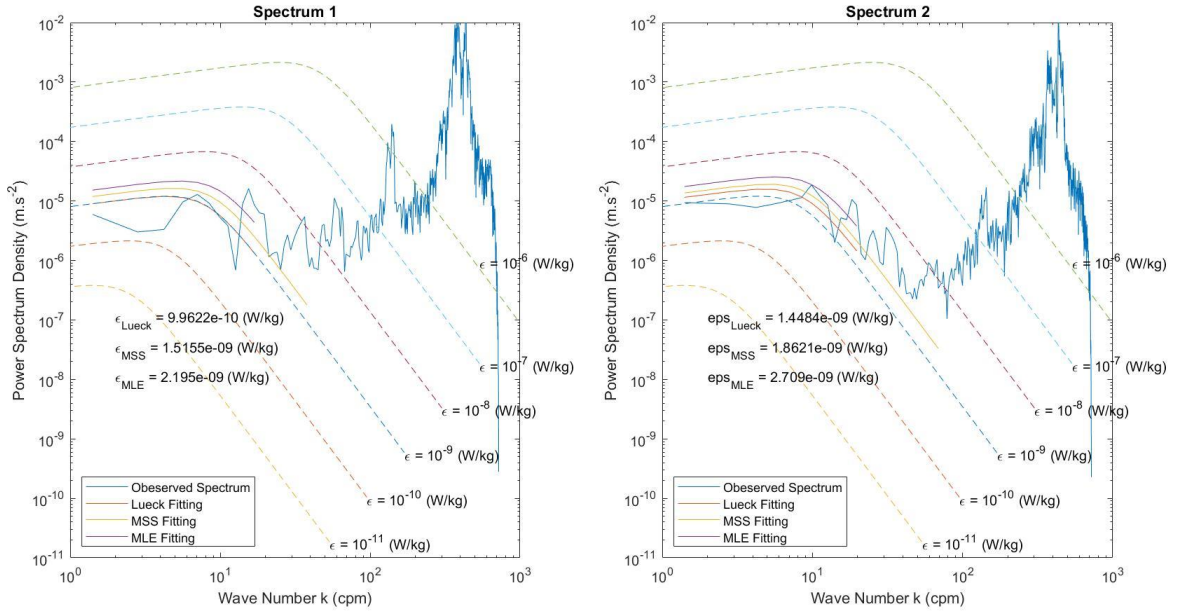 Spectrum 1
10^-2
10^-3
10^-4
10^-5
10^-6
10^-7
10^-8
10^-9
10^-10
10^-11
Power Spectrum Density (m.s^-2)
ϵ = 10^-6 (W/kg)
ϵ_Lueck = 9.9622e-10 (W/kg)
ϵ_MSS = 1.5155e-09 (W/kg)
ϵ = 10^-7 (W/kg)
ϵ_MLE = 2.195e-09 (W/kg)
ϵ = 10^-8 (W/kg)
ϵ = 10^-9 (W/kg)
ϵ = 10^-10 (W/kg)
ϵ = 10^-11 (W/kg)
Obeserved Spectrum
Lueck Fitting
MSS Fitting
MLE Fitting
10^0 10^1 10^2 10^3
Wave Number k (cpm)
Spectrum 2
10^-2
10^-3
10^-4
10^-5
10^-6
10^-7
10^-8
10^-9
10^-10
10^-11
Power Spectrum Density (m.s^-2)
ϵ = 10^-6 (W/kg)
eps_Lueck = 1.4484e-09 (W/kg)
eps_MSS = 1.8621e-09 (W/kg)
ϵ = 10^-7 (W/kg)
eps_MLE = 2.709e-09 (W/kg)
ϵ = 10^-8 (W/kg)
ϵ = 10^-9 (W/kg)
ϵ = 10^-10 (W/kg)
ϵ = 10^-11 (W/kg)
Obeserved Spectrum
Lueck Fitting
MSS Fitting
MLE Fitting
10^0 10^1 10^2 10^3
Wave Number k (cpm)